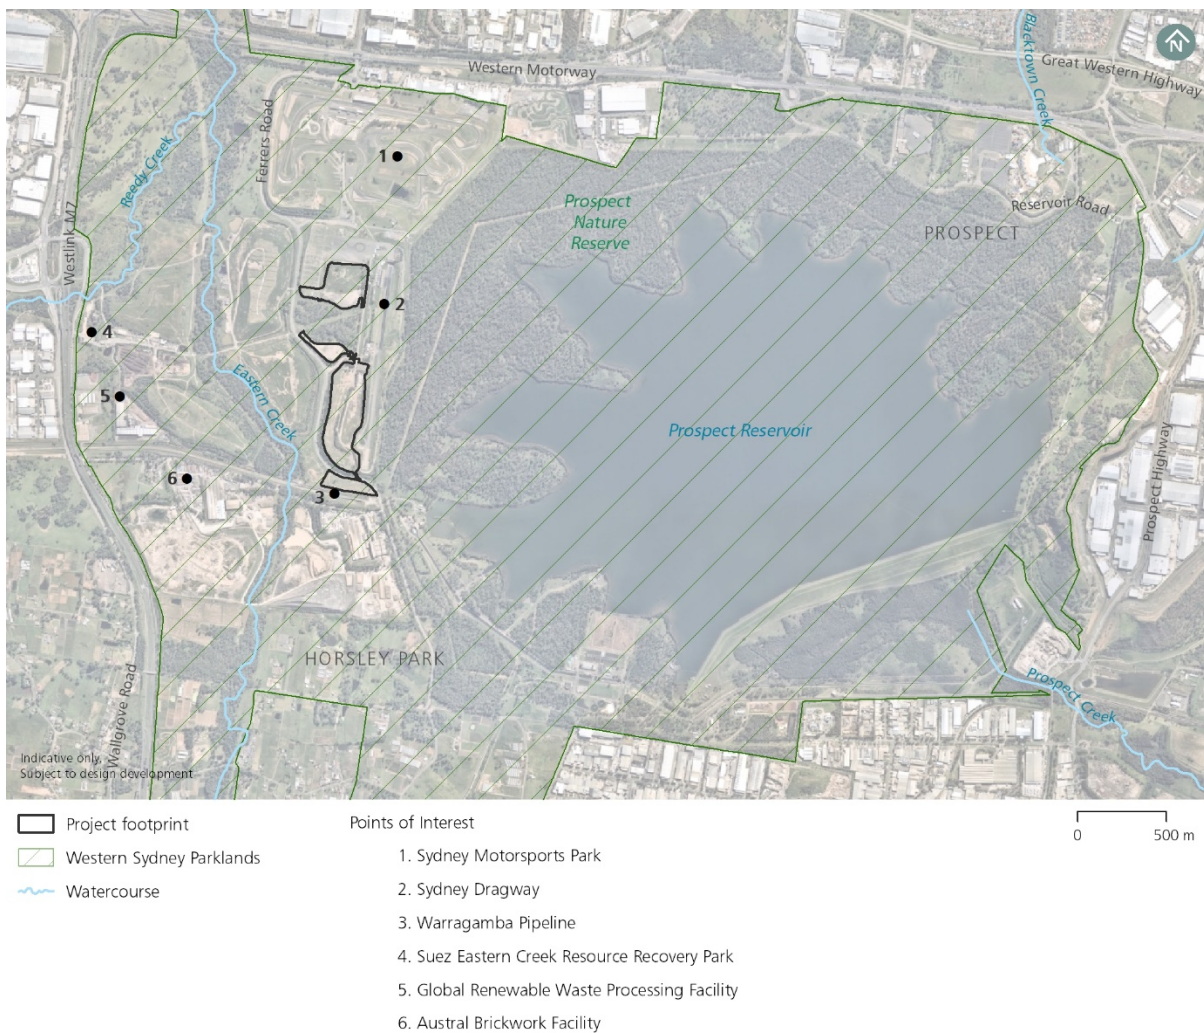 Western Motorway
Great Western Highway
Blacktown Creek
N
Ferrers Road
1
Reedy Creek
Prospect
Nature
Reserve
Reservoir Road
PROSPECT
Westlink M7
2
4
Eastern Creek
5
Prospect Reservoir
Prospect Highway
6
3
HORSLEY PARK
Wallgrove Road
Prospect Creek
Indicative only,
Subject to design development
Project footprint
Western Sydney Parklands
Watercourse
Points of Interest
1. Sydney Motorsports Park
2. Sydney Dragway
3. Warragamba Pipeline
4. Suez Eastern Creek Resource Recovery Park
5. Global Renewable Waste Processing Facility
6. Austral Brickwork Facility
0 500 m